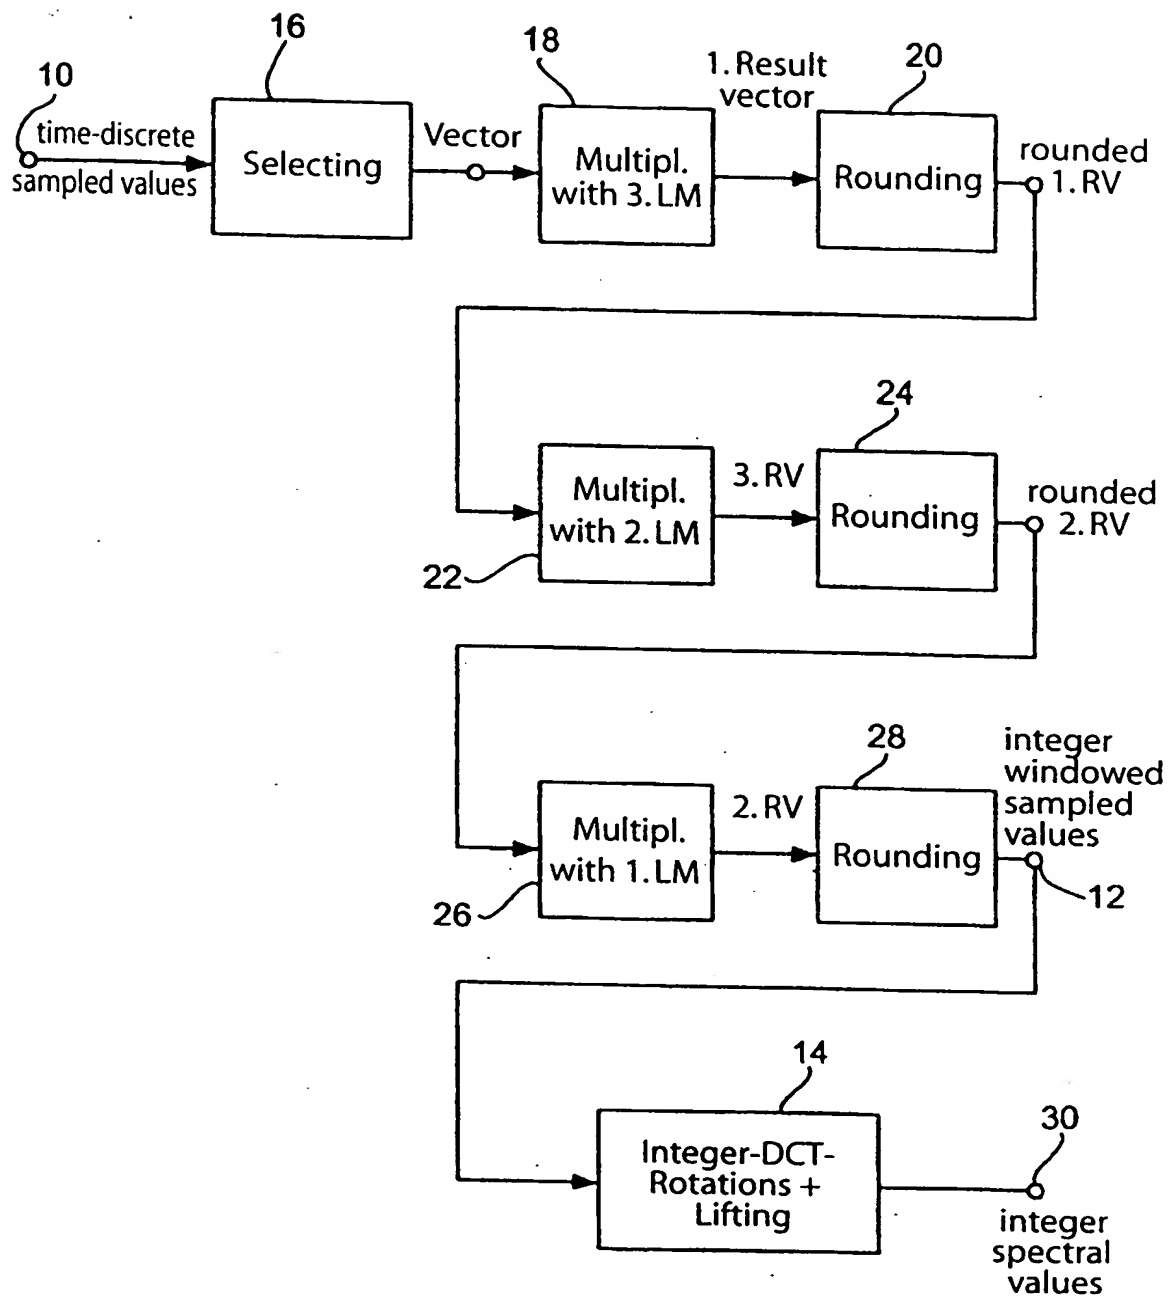 16
18
1. Result
vector
20
10
time-discrete
sampled values
Selecting
Vector
Multipl.
with 3. LM
Rounding
rounded
1. RV
24
Multipl.
with 2. LM
22
3. RV
Rounding
rounded
2. RV
28
Multipl.
with 1. LM
26
2. RV
Rounding
integer
windowed
sampled
values
12
14
Integer-DCT-
Rotations +
Lifting
30
integer
spectral
values